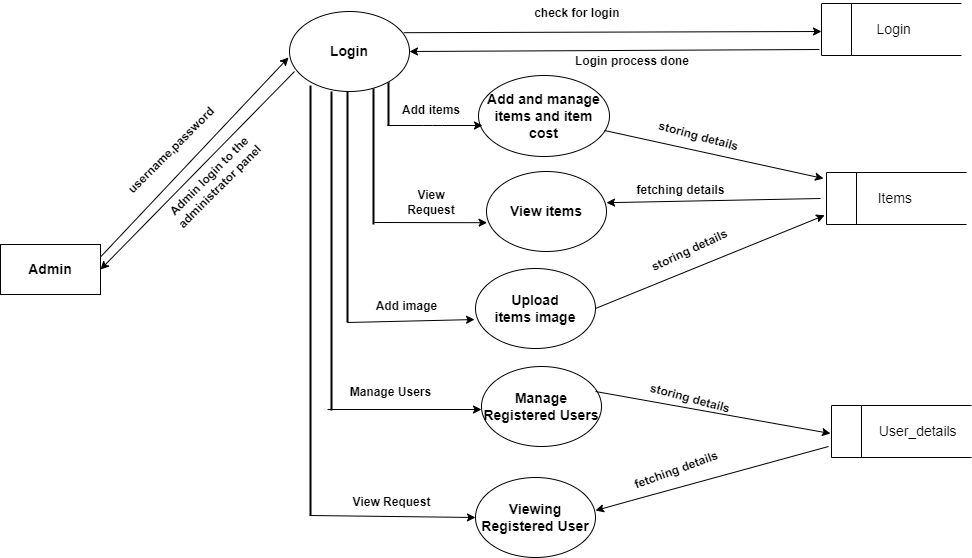 check for login
Login
Login
Login process done
username,password
Admin login to the
administrator panel
Admin
Add items
Add and manage
items and item
cost
storing details
View
Request
View items
fetching details
Items
storing details
Add image
Upload
items image
Manage Users
Manage
Registered Users
storing details
User_details
fetching details
View Request
Viewing
Registered User